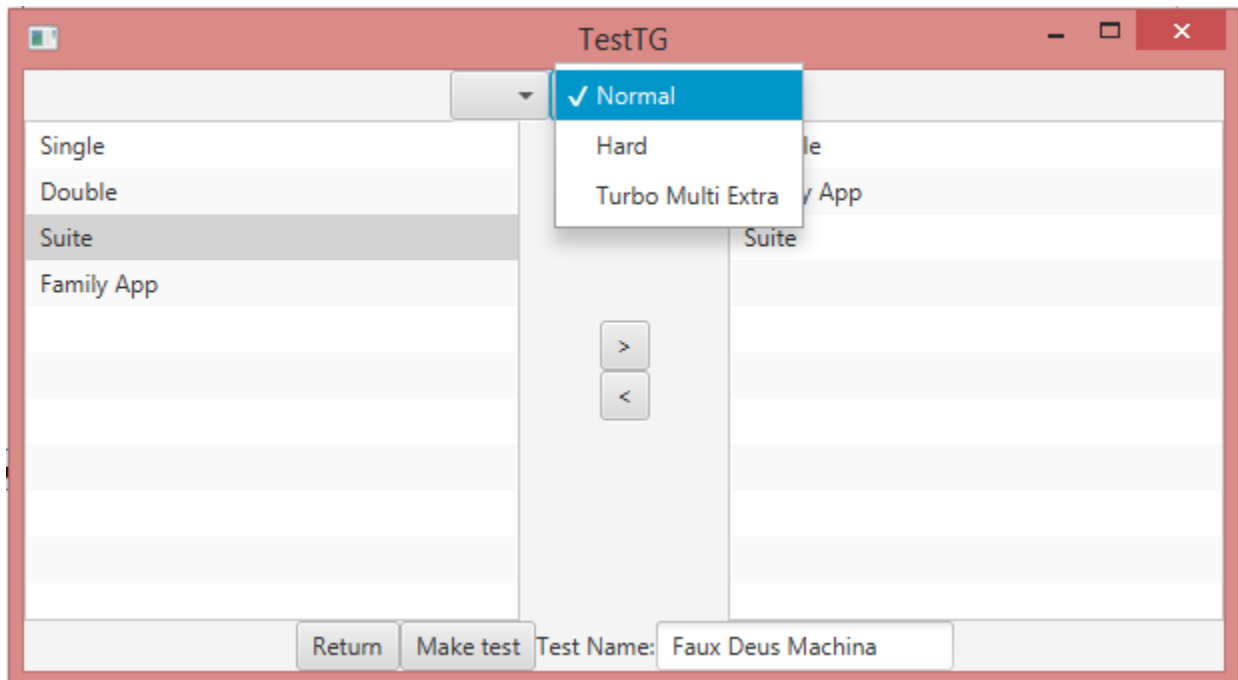 TestTG
Normal
Hard
Turbo Multi Extra
Single
Double
Suite
Family App
le
y App
Suite
>
<
Return
Make test
Test Name:
Faux Deus Machina